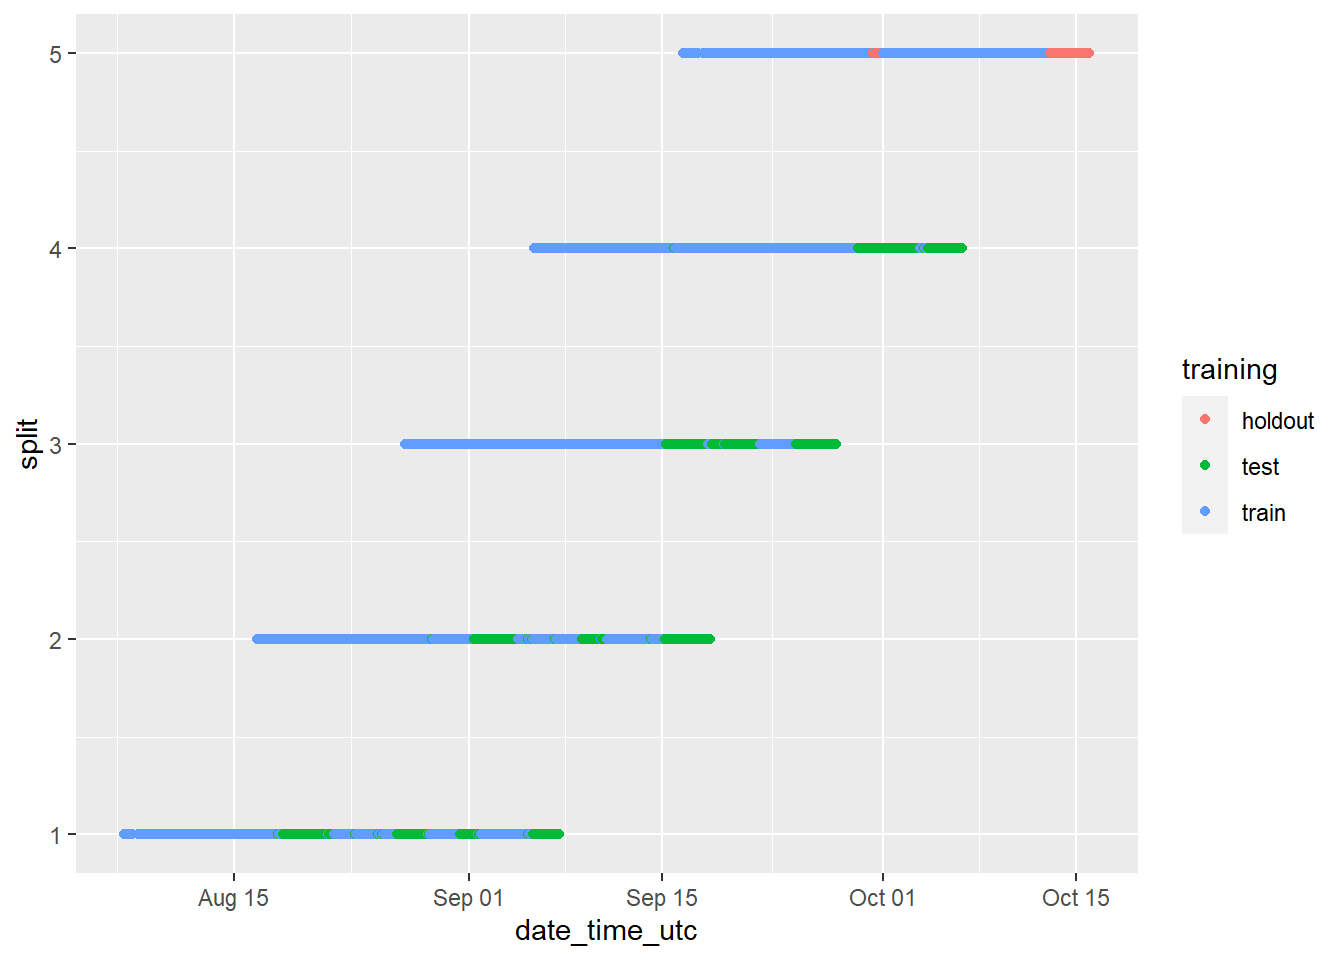 5
4
3
2
1
split
Aug 15
Sep 01
Sep 15
Oct 01
Oct 15
date_time_utc
training
holdout
test
train